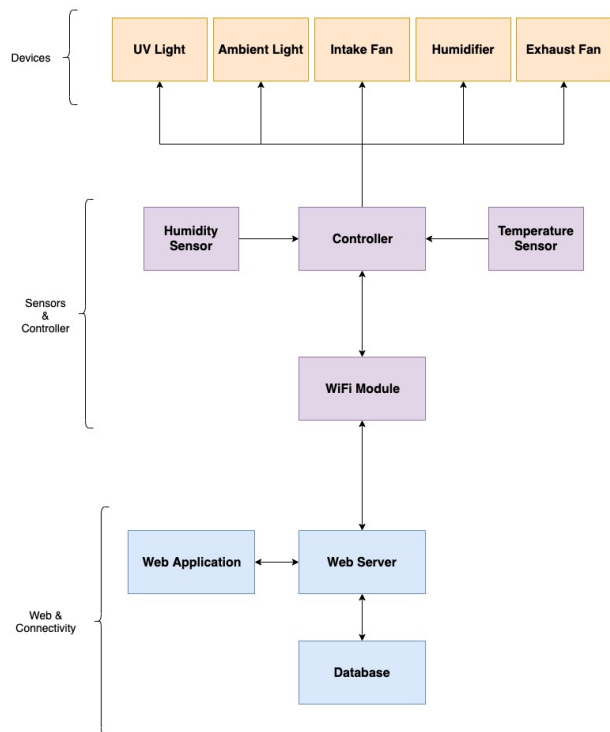 Devices
UV Light
Ambient Light
Intake Fan
Humidifier
Exhaust Fan
Sensors
&
Controller
Humidity
Sensor
Controller
Temperature
Sensor
WiFi Module
Web &
Connectivity
Web Application
Web Server
Database